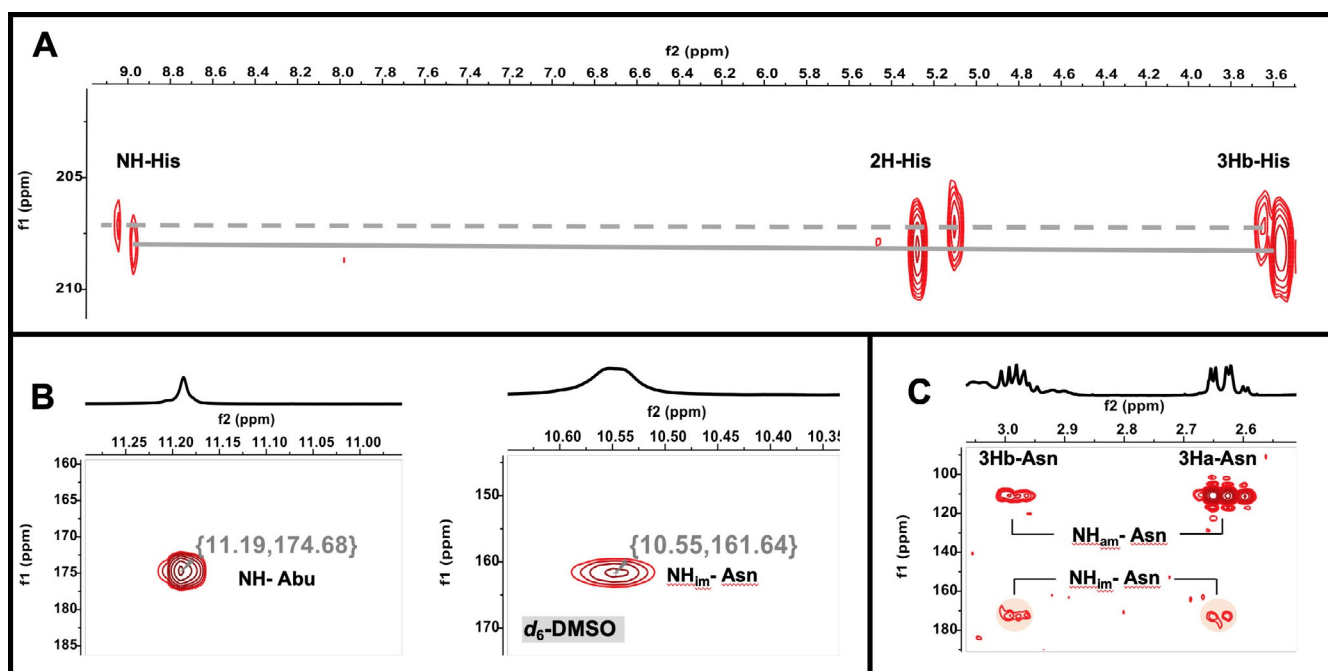 A
f2 (ppm)
9.0 8.8 8.6 8.4 8.2 8.0 7.8 7.6 7.4 7.2 7.0 6.8 6.6 6.4 6.2 6.0 5.8 5.6 5.4 5.2 5.0 4.8 4.6 4.4 4.2 4.0 3.8 3.6
NH-His 2H-His 3Hb-His
f1 (ppm)
205
210
B
f2 (ppm)
11.25 11.20 11.15 11.10 11.05 11.00
f1 (ppm)
160
165
170
175
180
185
{11.19,174.68}
NH- Abu
f2 (ppm)
10.60 10.55 10.50 10.45 10.40 10.35
f1 (ppm)
150
160
170
{10.55,161.64}
NHim- Asn
d6-DMSO
C
f2 (ppm)
3.0 2.9 2.8 2.7 2.6
3Hb-Asn 3Ha-Asn
f1 (ppm)
100
110
130
150
170
190
NHam- Asn
NHim- Asn